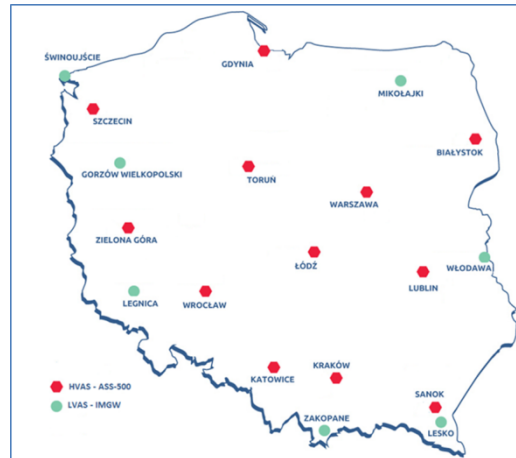 GDYNIA
ŚWINOUJŚCIE
MIKOŁAJKI
SZCZECIN
BIAŁYSTOK
GORZÓW WIELKOPOLSKI
TORUŃ
WARSZAWA
ZIELONA GÓRA
ŁÓDŹ
WŁODAWA
LUBLIN
LEGNICA
WROCŁAW
KRAKÓW
KATOWICE
HVAS - ASS-500
SANOK
LVAS - IMGW
ZAKOPANE
LESKO